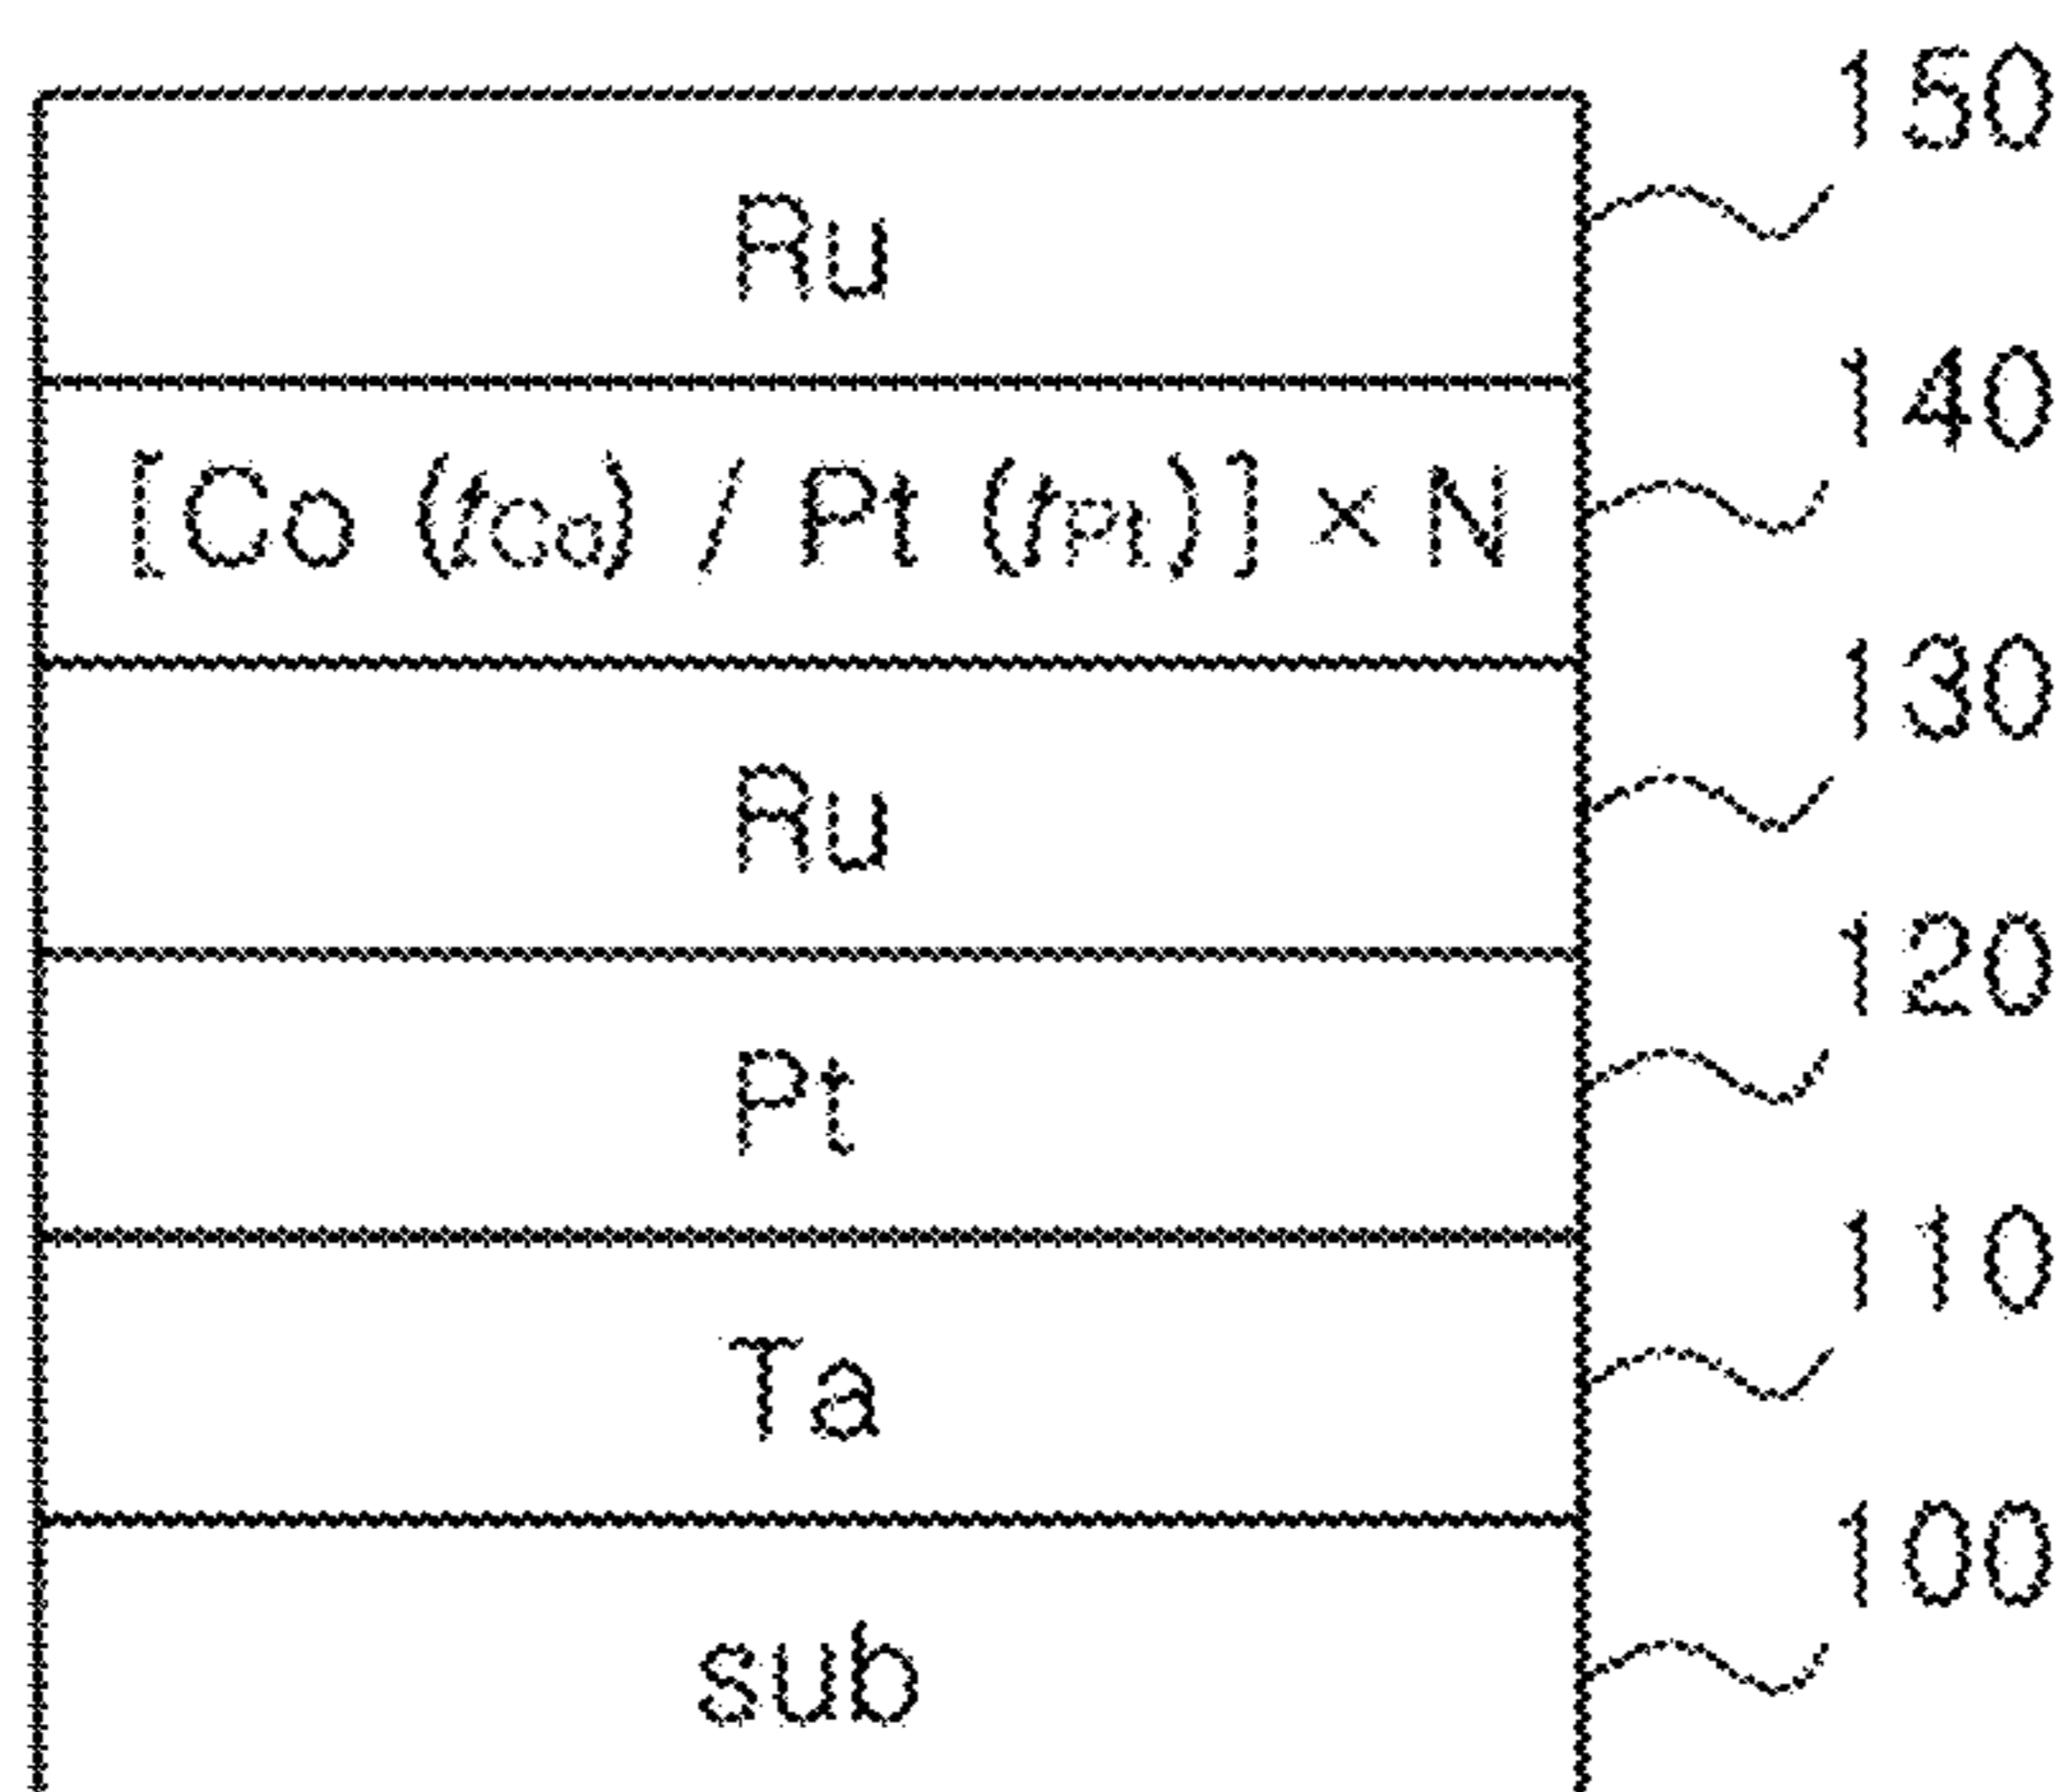 150
Ru
140
[Co (tCo) / Pt (tPt)] × N
130
Ru
120
Pt
110
Ta
100
sub